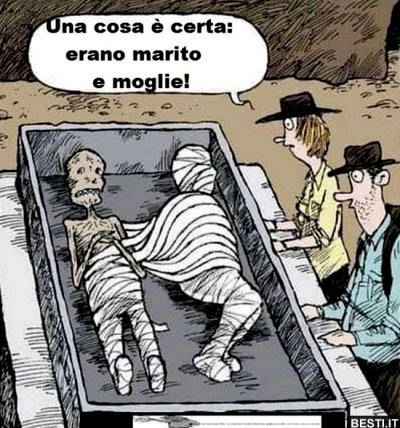 Una cosa è certa:
erano marito
e moglie!
BESTI.IT